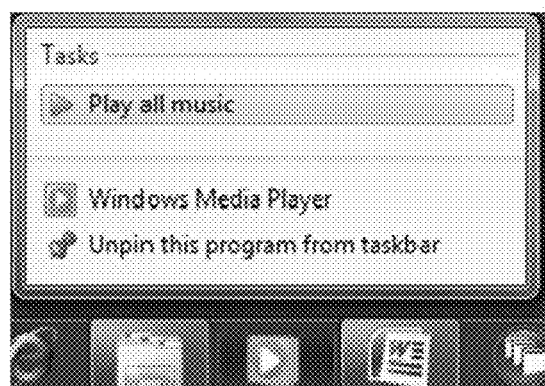 Tasks
Play all music
Windows Media Player
Unpin this program from taskbar